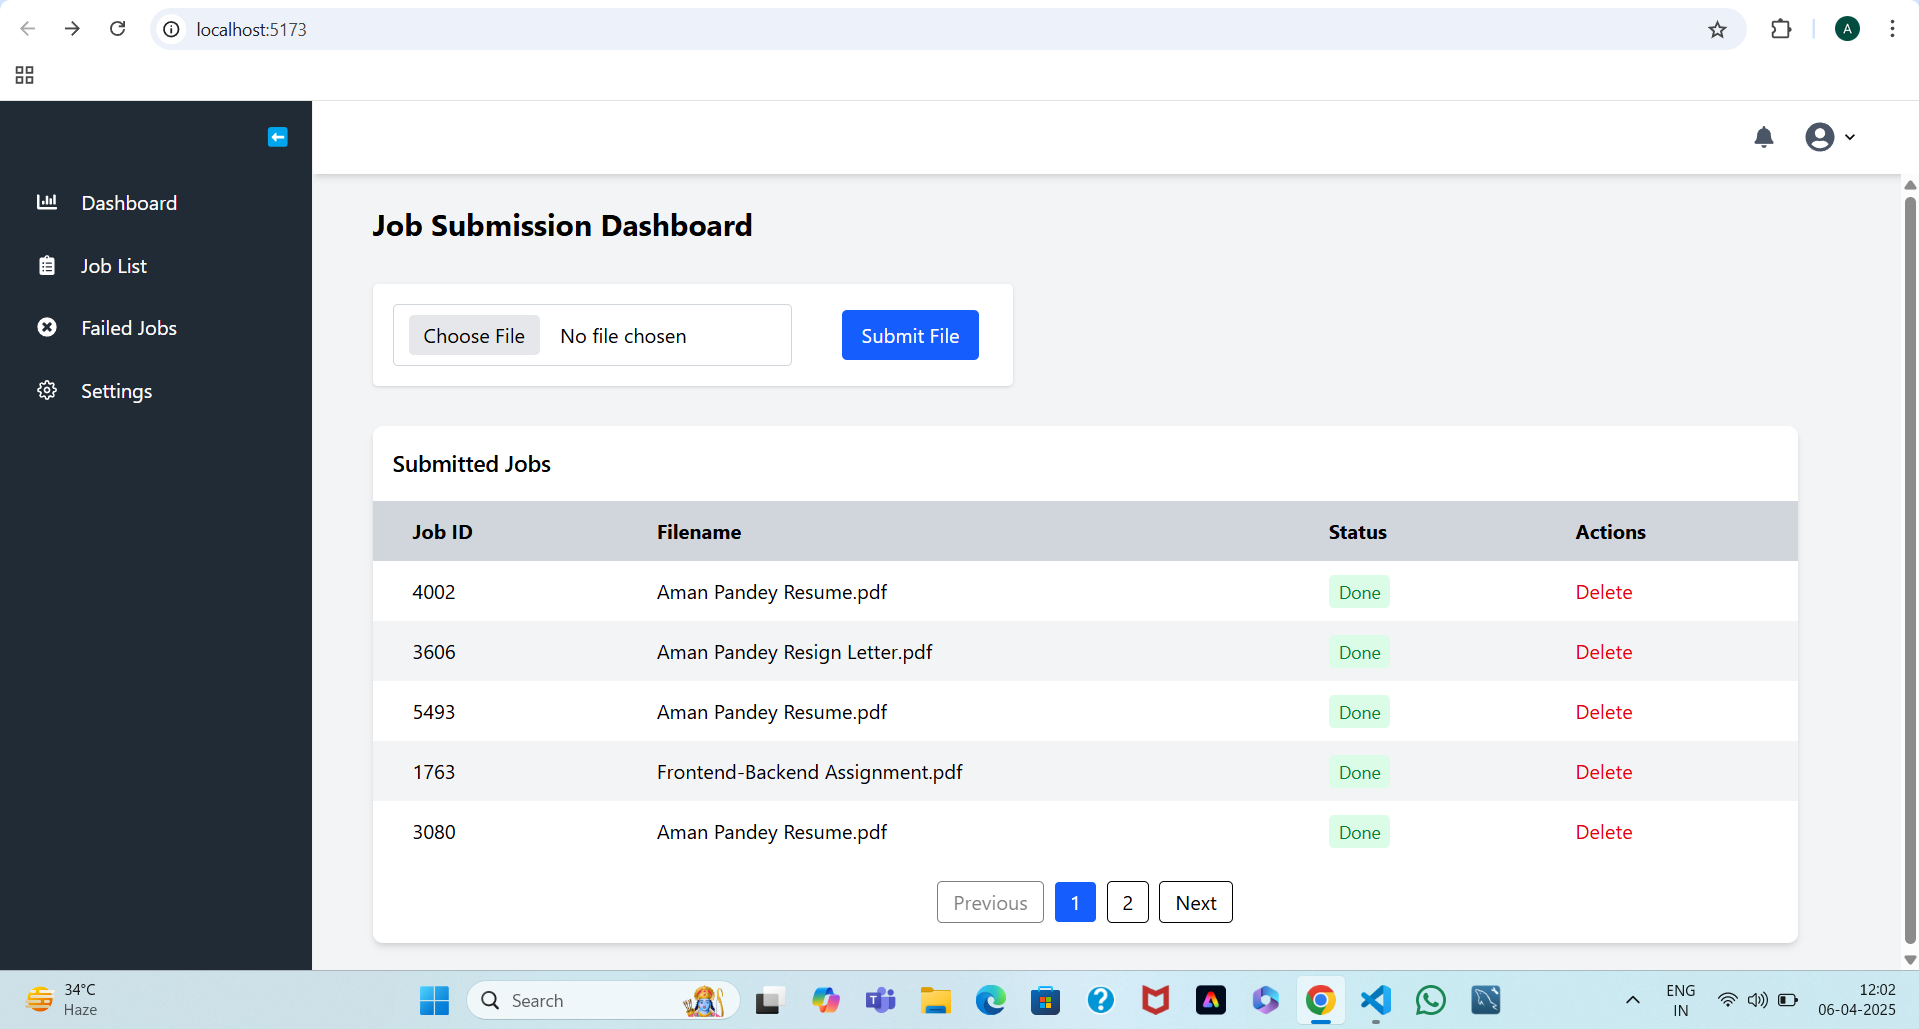 localhost:5173
A
Dashboard
Job List
Failed Jobs
Settings
Job Submission Dashboard
Choose File No file chosen Submit File
Submitted Jobs
Job ID Filename Status Actions
4002 Aman Pandey Resume.pdf Done Delete
3606 Aman Pandey Resign Letter.pdf Done Delete
5493 Aman Pandey Resume.pdf Done Delete
1763 Frontend-Backend Assignment.pdf Done Delete
3080 Aman Pandey Resume.pdf Done Delete
Previous 1 2 Next
34°C
Haze
Search
ENG
IN
12:02
06-04-2025